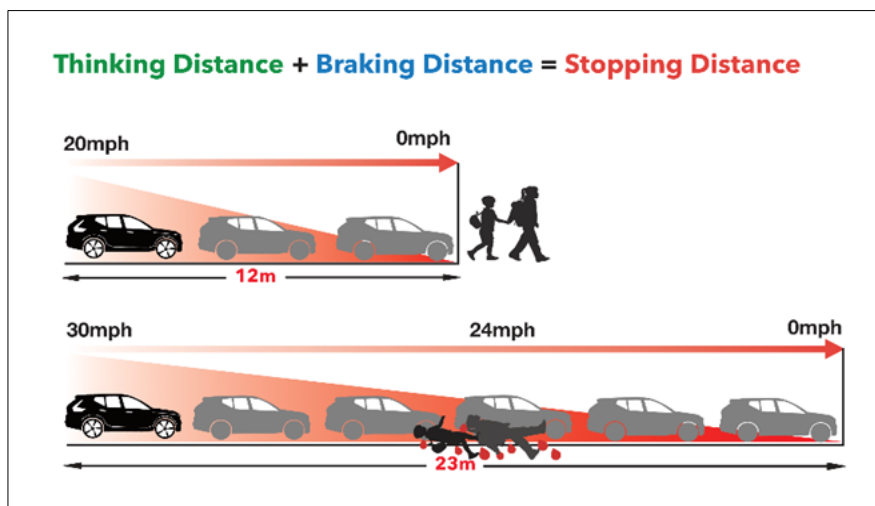 Thinking Distance + Braking Distance = Stopping Distance
20mph 0mph
12m
30mph 24mph 0mph
23m